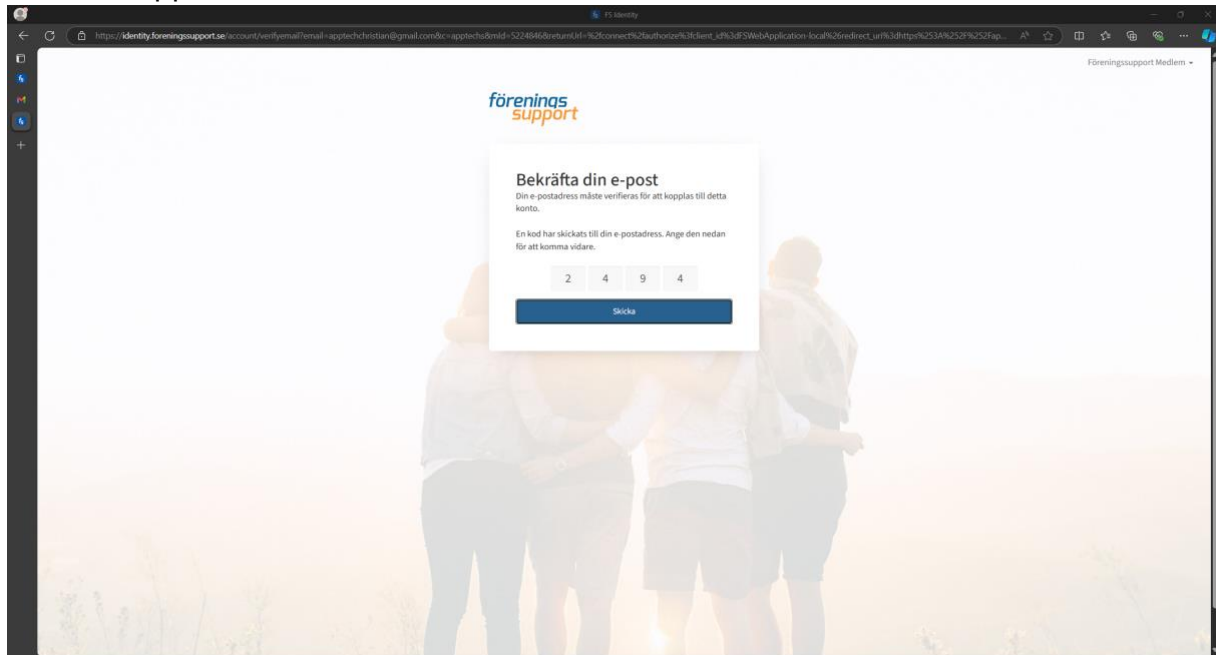 FS Identity
https://identity.foreningssupport.se/account/verifyemail?email=apptechchristian@gmail.com&c=apptechs&mid=5224846&returnUrl=%2fconnect%2fauthorize%3fclient_id%3dFSWebApplication-local%26redirect_uri%3dhttps%253A%252F%252Fap...
Föreningssupport Medlem
förenings
support
Bekräfta din e-post
Din e-postadress måste verifieras för att kopplas till detta
konto.
En kod har skickats till din e-postadress. Ange den nedan
för att komma vidare.
2 4 9 4
Skicka